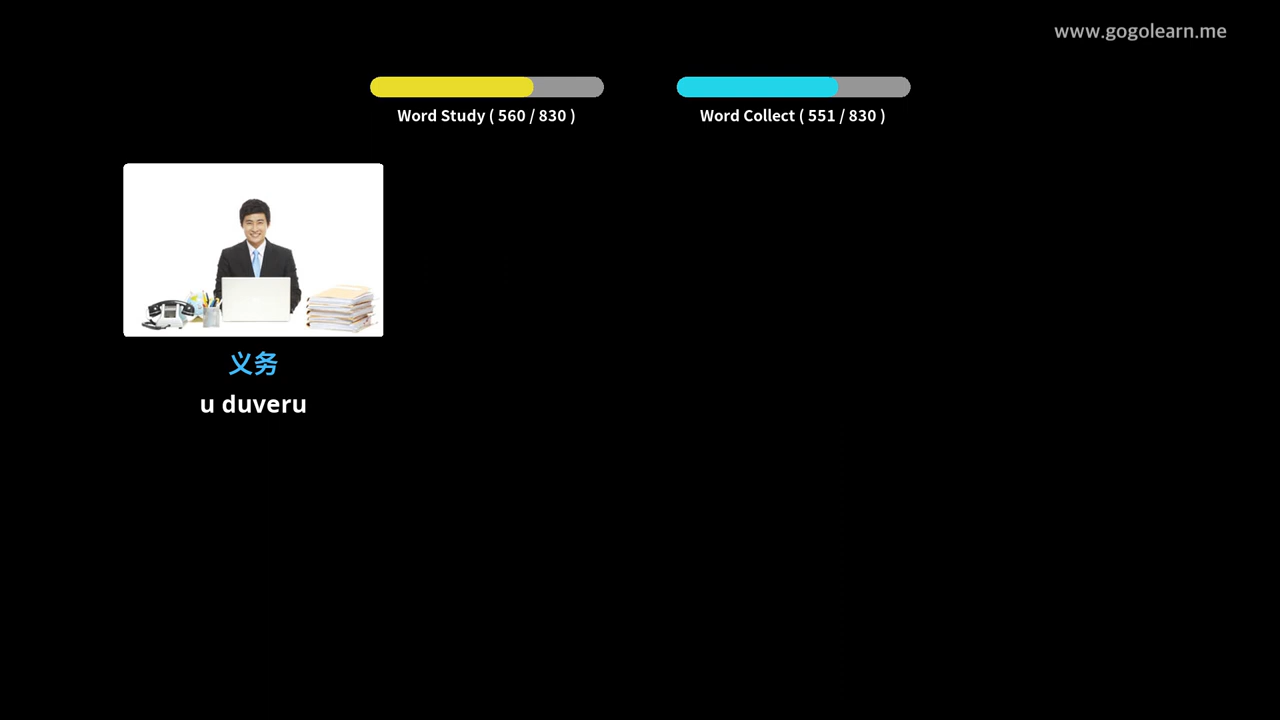 www.gogolearn.me
Word Study ( 560 / 830 )
Word Collect ( 551 / 830 )
义务
u duveru